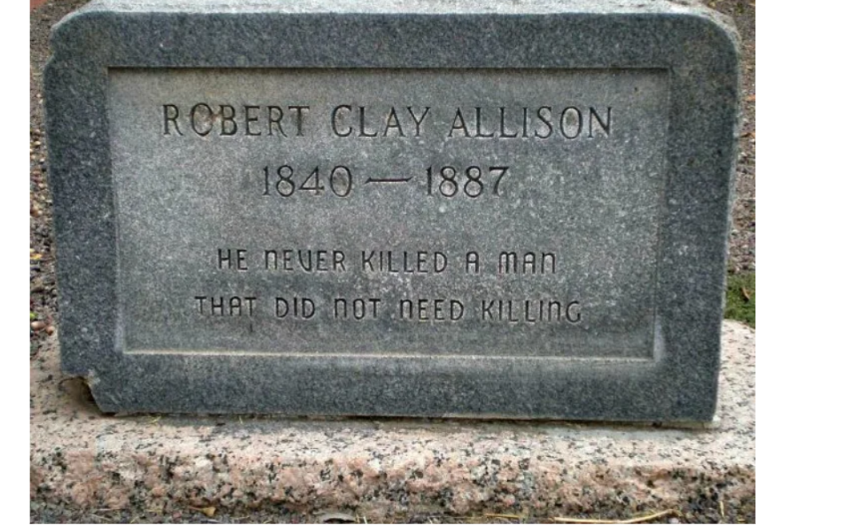 ROBERT CLAY ALLISON
1840 — 1887
HE NEVER KILLED A MAN
THAT DID NOT NEED KILLING